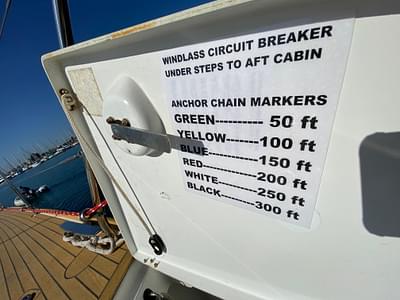 WINDLASS CIRCUIT BREAKER
UNDER STEPS TO AFT CABIN
ANCHOR CHAIN MARKERS
GREEN--------- 50 ft
YELLOW-------100 ft
BLUE------------150 ft
RED-------------200 ft
WHITE----------250 ft
BLACK----------300 ft